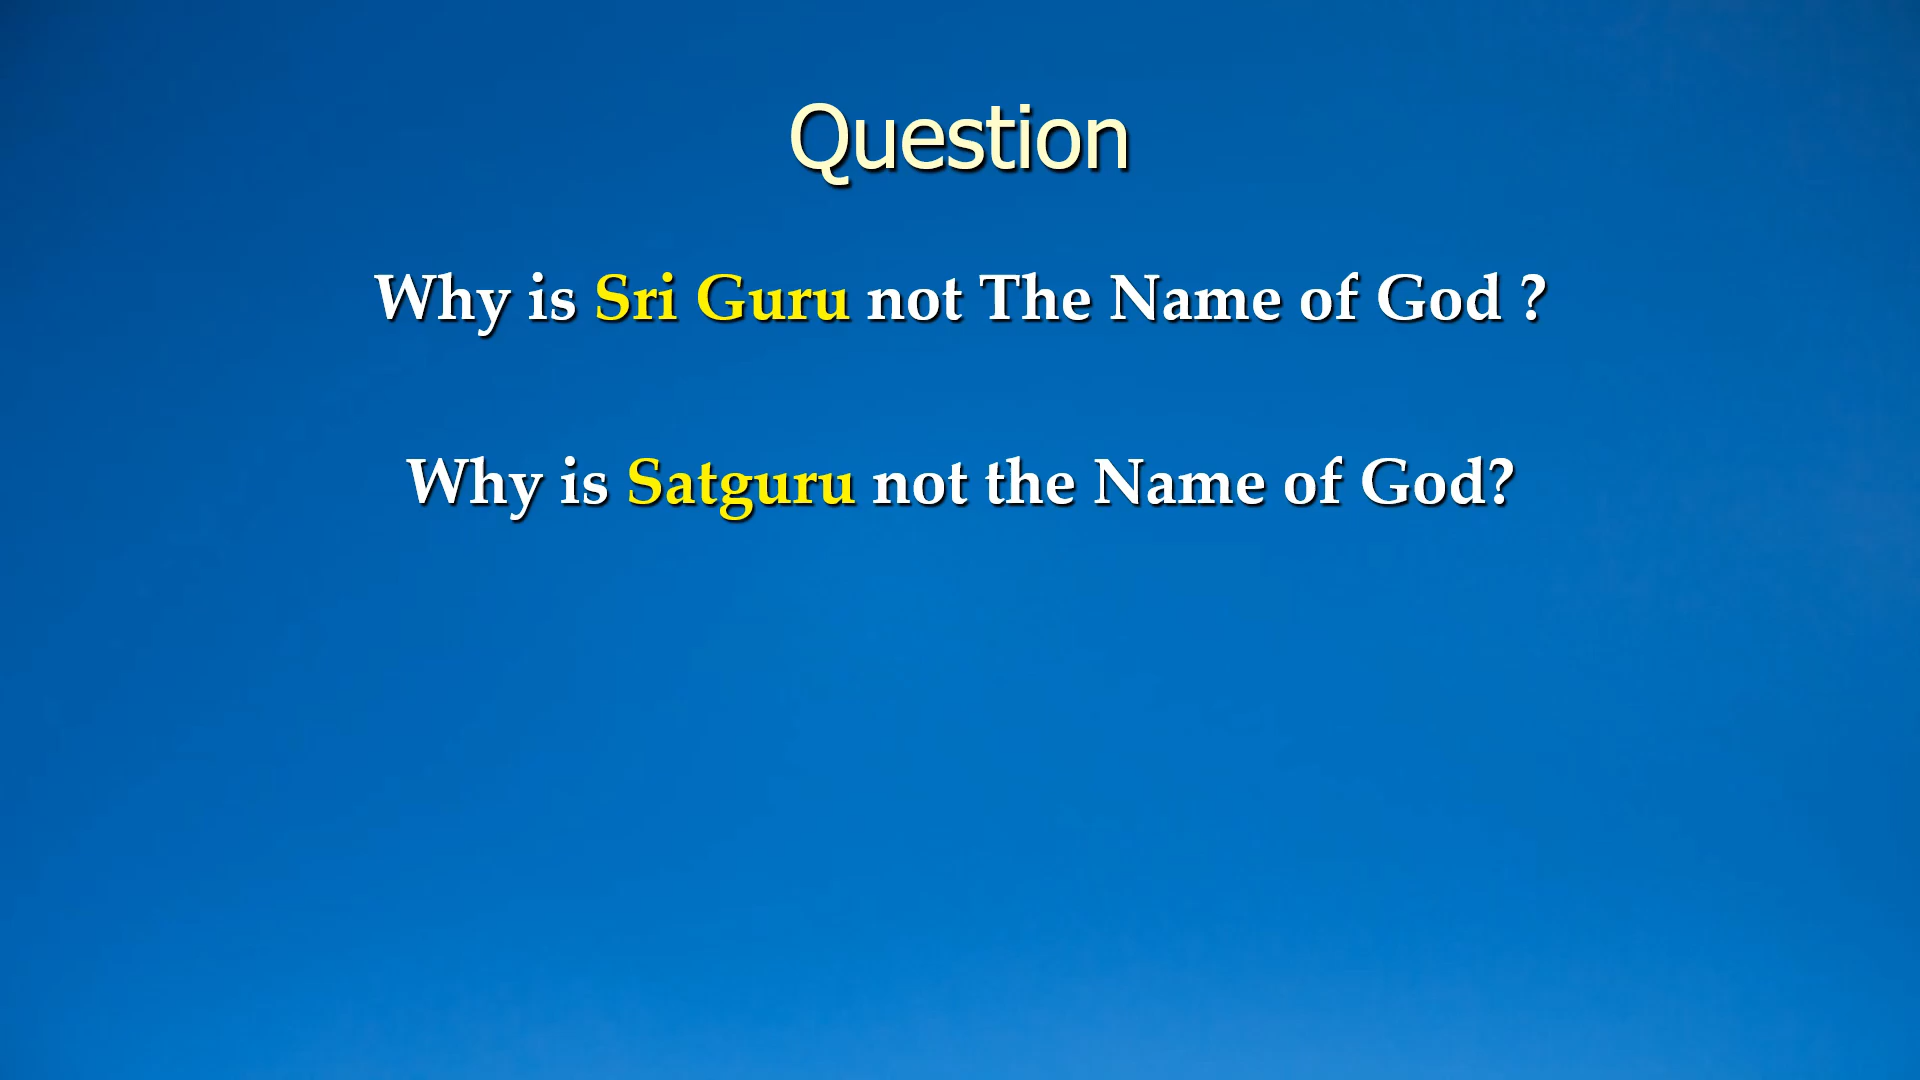 Question
Why is Sri Guru not The Name of God ?
Why is Satguru not the Name of God?